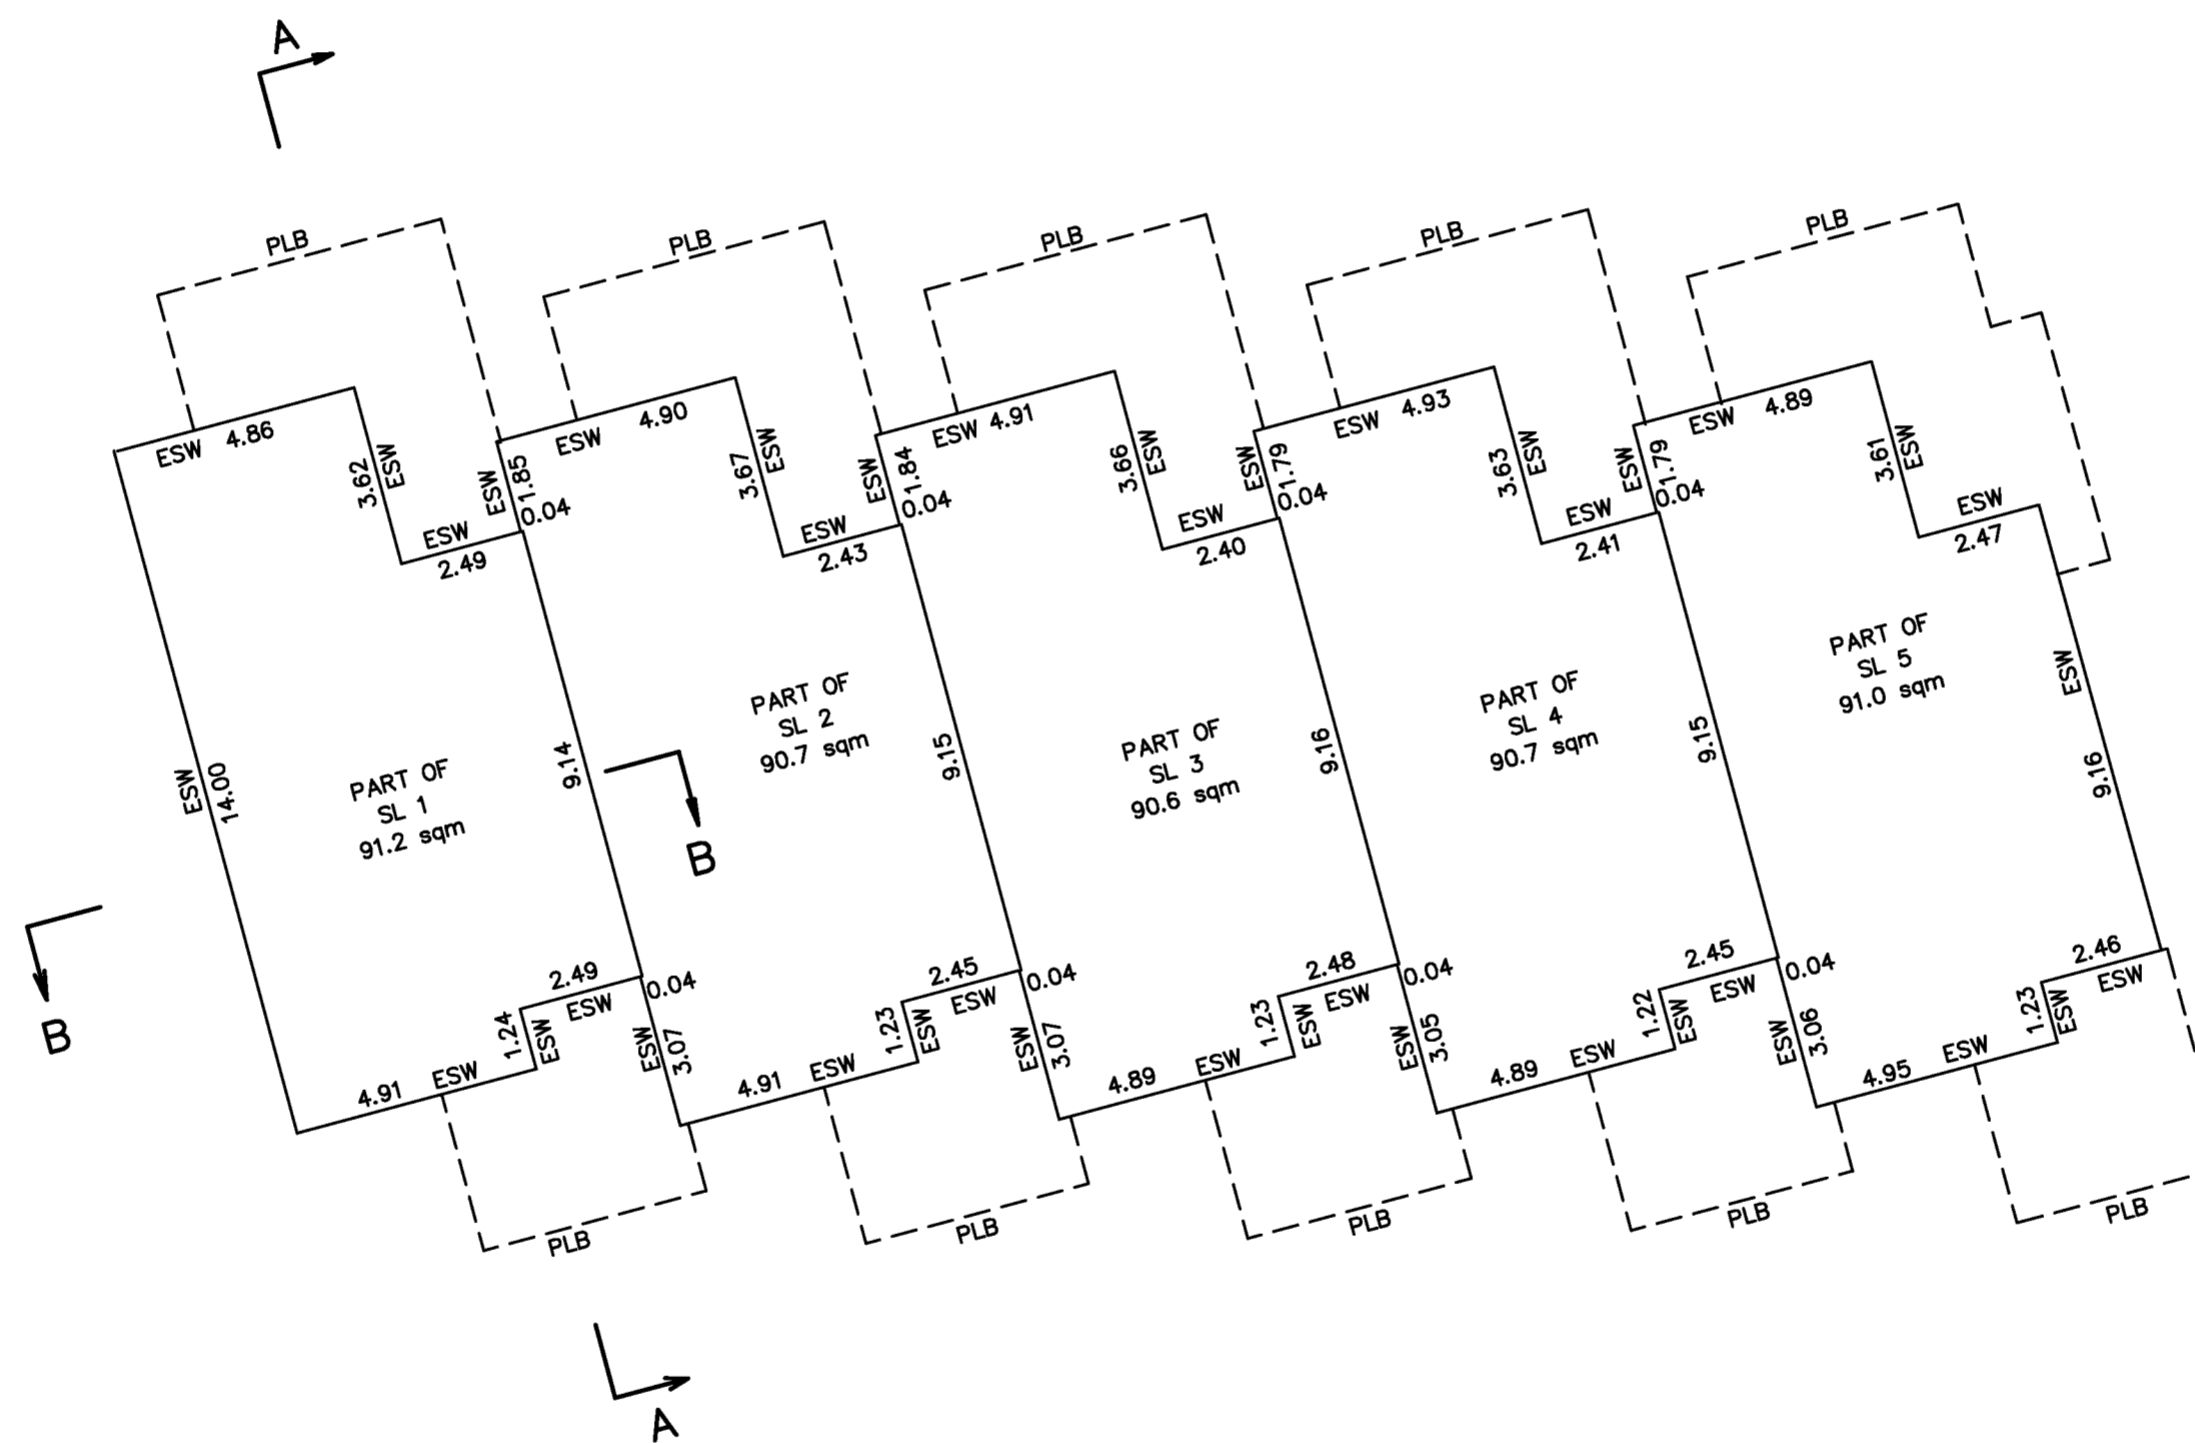 A
PLB
PLB
PLB
PLB
PLB
ESW 4.86
3.62
ESW
ESW
2.49
ESW
1.85
0.04
ESW
4.90
3.67
ESW
ESW
2.43
ESW
1.84
0.04
ESW 4.91
3.66
ESW
ESW
2.40
ESW
1.79
0.04
ESW
4.93
3.63
ESW
ESW
2.41
ESW
1.79
0.04
ESW
4.89
3.61
ESW
ESW
2.47
ESW
14.00
PART OF
SL 1
91.2 sqm
9.14
PART OF
SL 2
90.7 sqm
9.15
PART OF
SL 3
90.6 sqm
9.16
PART OF
SL 4
90.7 sqm
9.15
PART OF
SL 5
91.0 sqm
ESW
9.16
B
B
4.91
ESW
1.24
ESW
2.49
ESW
0.04
ESW
3.07
4.91
ESW
1.23
ESW
2.45
ESW
0.04
ESW
3.07
4.89
ESW
1.23
ESW
2.48
ESW
0.04
ESW
3.05
4.89
ESW
1.22
ESW
2.45
ESW
0.04
ESW
3.06
4.95
ESW
1.23
ESW
2.46
ESW
PLB
PLB
PLB
PLB
PLB
A